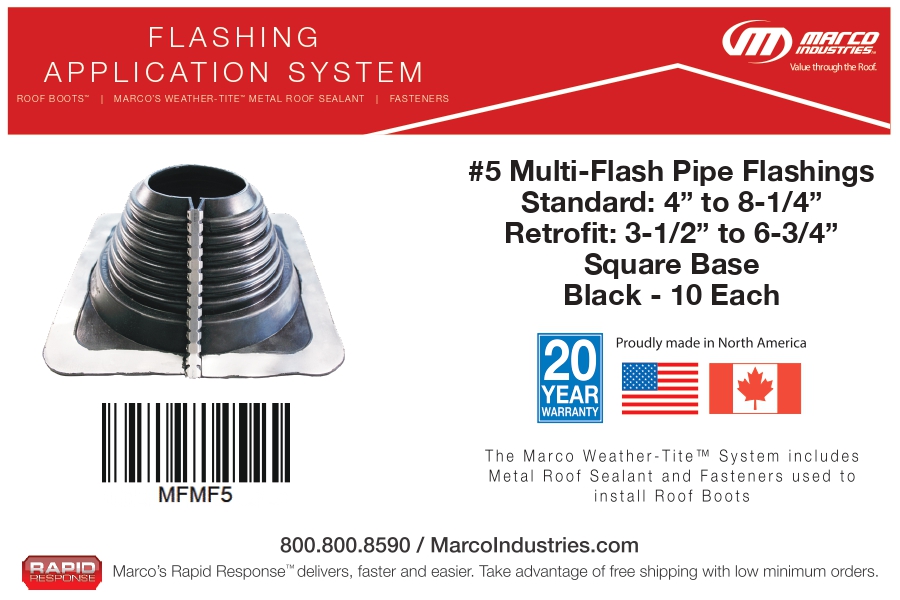 FLASHING
APPLICATION SYSTEM
ROOF BOOTS™ | MARCO'S WEATHER-TITE™ METAL ROOF SEALANT | FASTENERS
MARCO
INDUSTRIES™
Value through the Roof.
#5 Multi-Flash Pipe Flashings
Standard: 4” to 8-1/4”
Retrofit: 3-1/2” to 6-3/4”
Square Base
Black - 10 Each
20
YEAR
WARRANTY
Proudly made in North America
The Marco Weather-Tite™ System includes
Metal Roof Sealant and Fasteners used to
install Roof Boots
MFMF5
800.800.8590 / MarcoIndustries.com
RAPID
RESPONSE
Marco’s Rapid Response™ delivers, faster and easier. Take advantage of free shipping with low minimum orders.